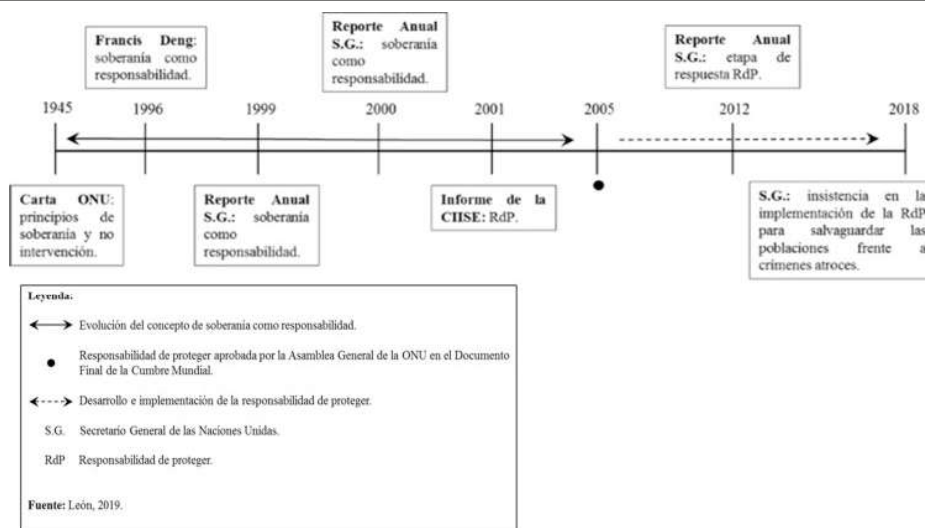 Francis Deng:
soberanía como
responsabilidad.
Reporte Anual
S.G.: soberanía
como
responsabilidad.
Reporte Anual
S.G.: etapa de
respuesta RdP.
1945
1996
1999
2000
2001
2005
2012
2018
Carta ONU:
principios de
soberanía y no
intervención.
Reporte Anual
S.G.: soberanía
como
responsabilidad.
Informe de la
CIISE: RdP.
S.G.: insistencia en la
implementación de la RdP
para salvaguardar las
poblaciones frente a
crímenes atroces.
Leyenda:
Evolución del concepto de soberanía como responsabilidad.
Responsabilidad de proteger aprobada por la Asamblea General de la ONU en el Documento
Final de la Cumbre Mundial.
Desarrollo e implementación de la responsabilidad de proteger.
S.G. Secretario General de las Naciones Unidas.
RdP Responsabilidad de proteger.
Fuente: León, 2019.